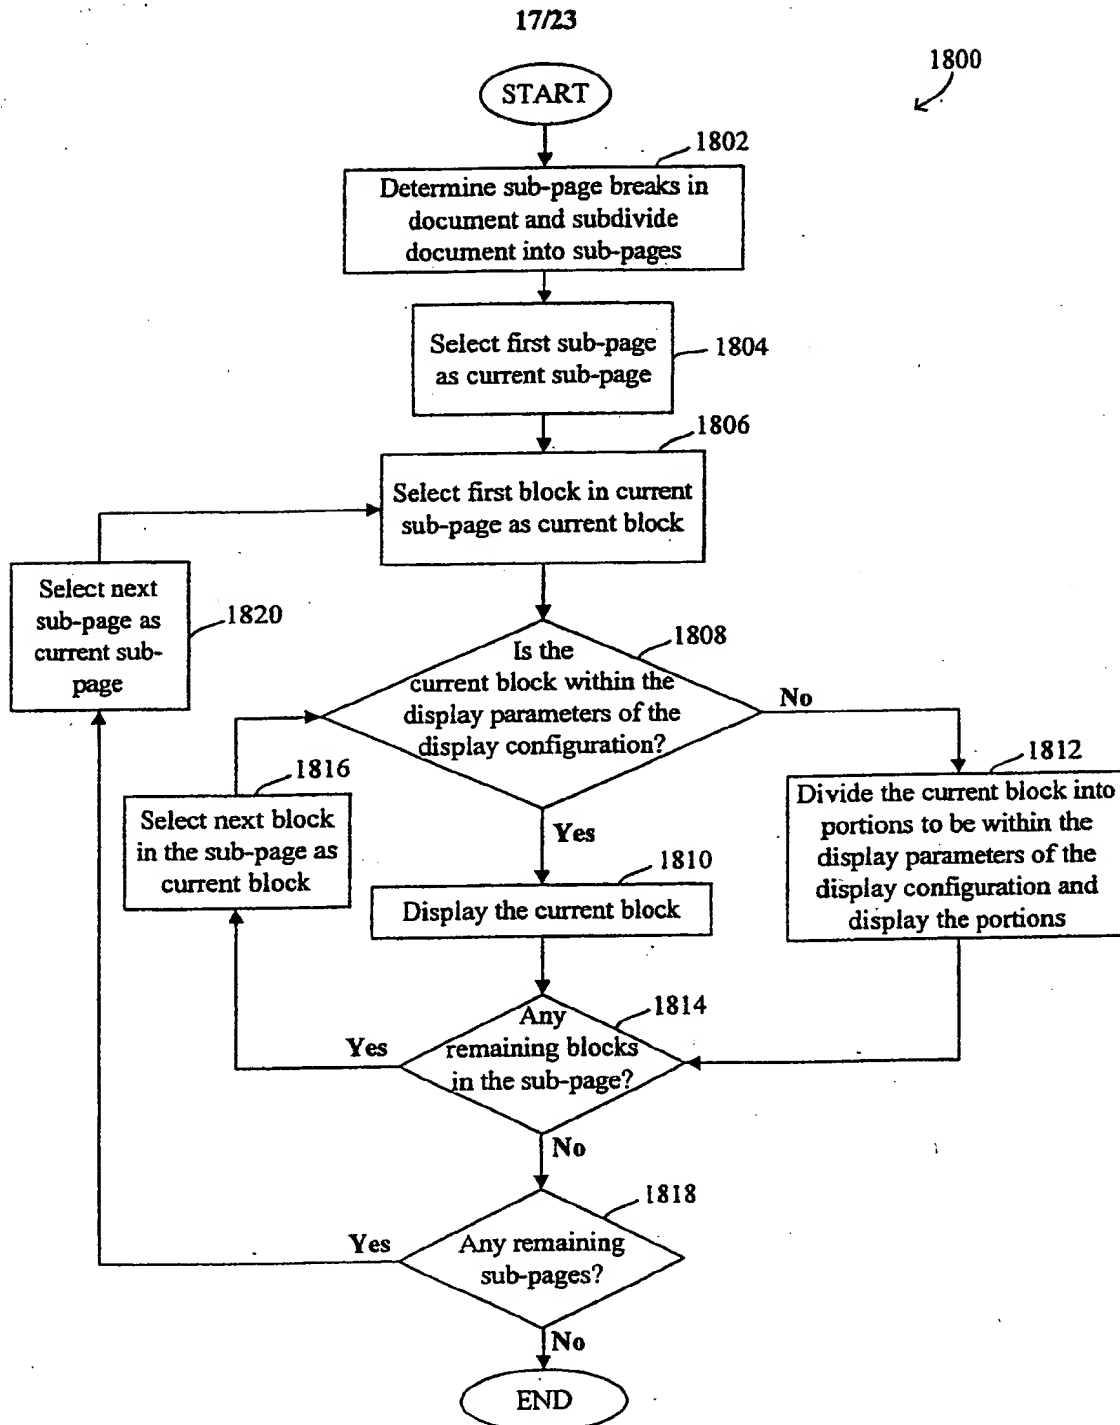 17/23
1800
START
1802
Determine sub-page breaks in
document and subdivide
document into sub-pages
Select first sub-page
as current sub-page
1804
1806
Select first block in current
sub-page as current block
Select next
sub-page as
current sub-
page
1820
1808
Is the
current block within the
display parameters of the
display configuration?
No
1816
Select next block
in the sub-page as
current block
Yes
1812
Divide the current block into
portions to be within the
display parameters of the
display configuration and
display the portions
1810
Display the current block
1814
Any
remaining blocks
in the sub-page?
Yes
No
1818
Any remaining
sub-pages?
Yes
No
END